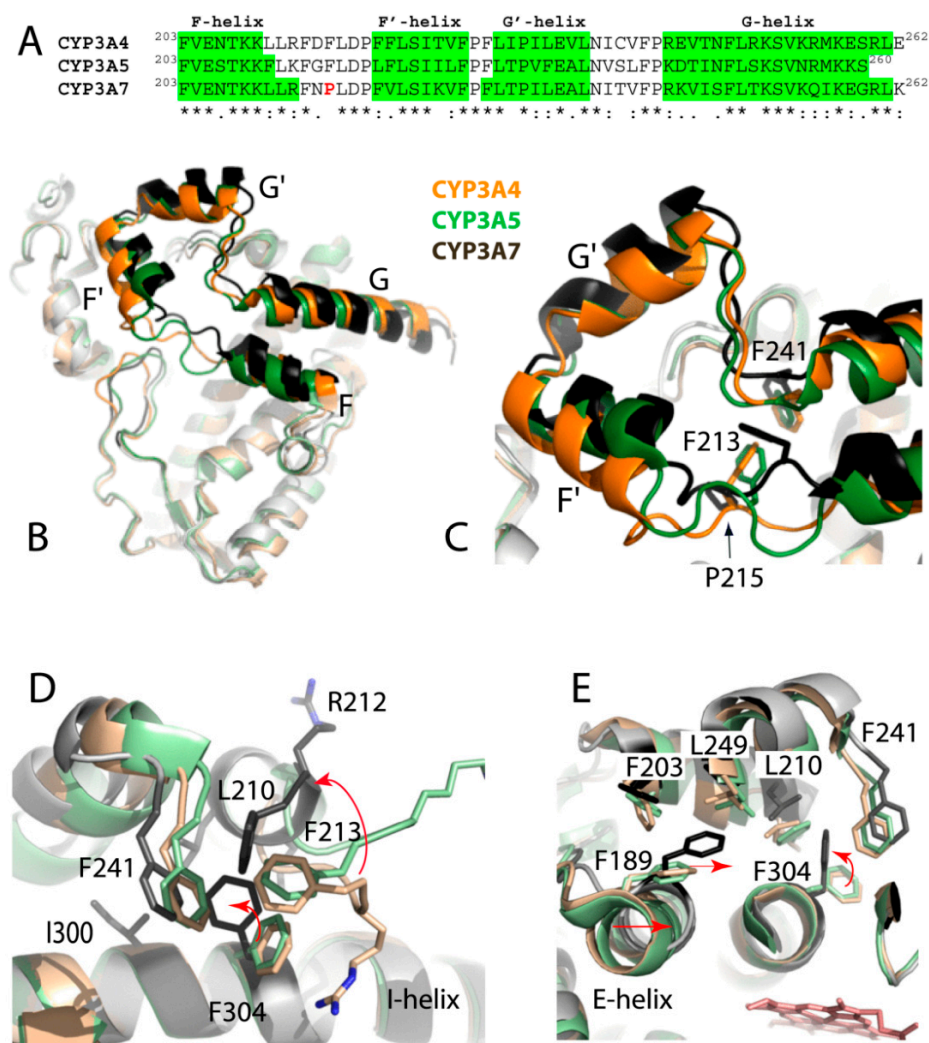 A
F-helix F'-helix G'-helix G-helix
CYP3A4 203 FVENTKKLLRFDFLDPFFLSITVFPFLIPILEVLNICVFPREVTNFLRKSVKRMKESRLE 262
CYP3A5 203 FVESTKKFLKFGFLDPLFLSIILFPFLTPVFEALNVSLFPKDTINFLSKSVNRMKKS 260
CYP3A7 203 FVENTKKLLRFNPLDPFVLSIKVFPFLTPILEALNITVFPRKVISFLTKSVKQIKEGRLK 262
***.***:*:*. ***:.*** :**** *::*.**: :**::. .** ***:::*:. *. :
G'
F'
G
F
B
CYP3A4
CYP3A5
CYP3A7
G'
F241
F213
F'
C
P215
D
R212
L210
F213
F241
I300
F304
I-helix
E
F241
L249
F203
L210
F189
F304
E-helix